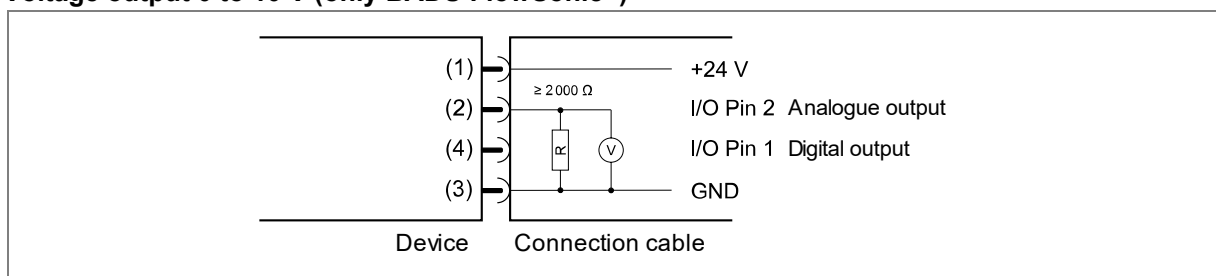 (1) +24 V
≥ 2 000 Ω
(2) I/O Pin 2 Analogue output
R V
(4) I/O Pin 1 Digital output
(3) GND
Device Connection cable